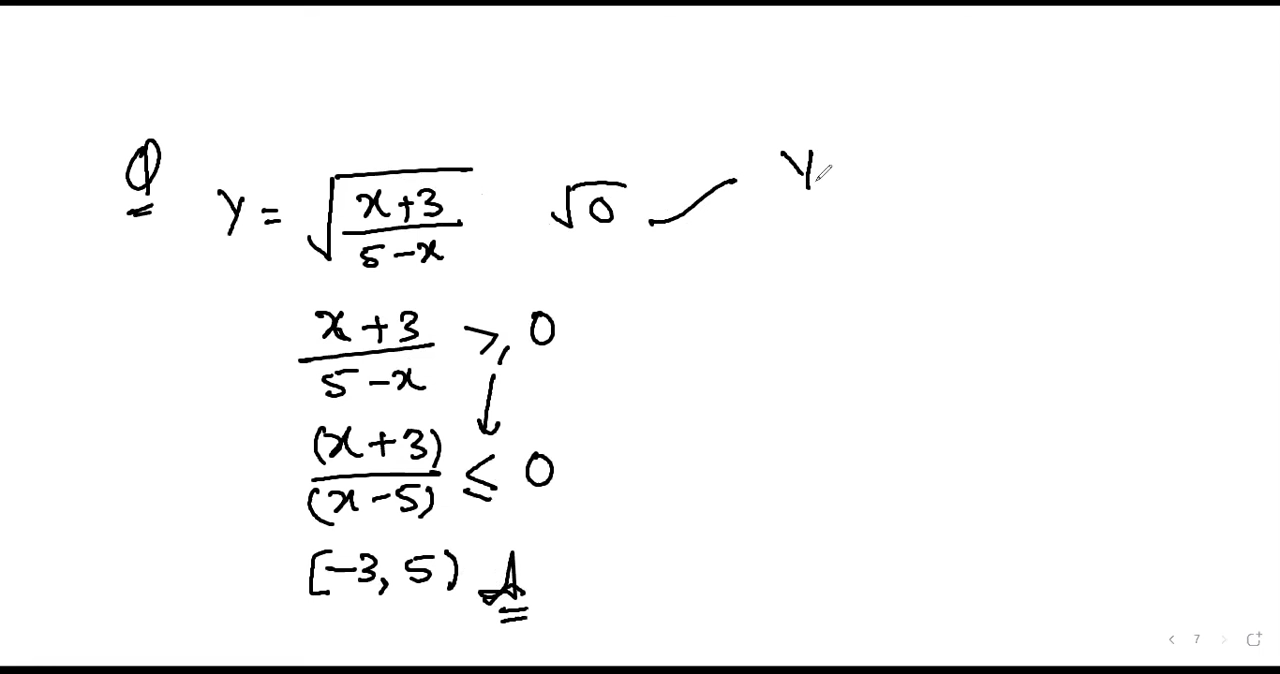 Q
y = √((x+3)/(5-x)) √0 y
(x+3)/(5-x) ≥ 0
(x+3)/(x-5) ≤ 0
[-3, 5) A
< 7 >